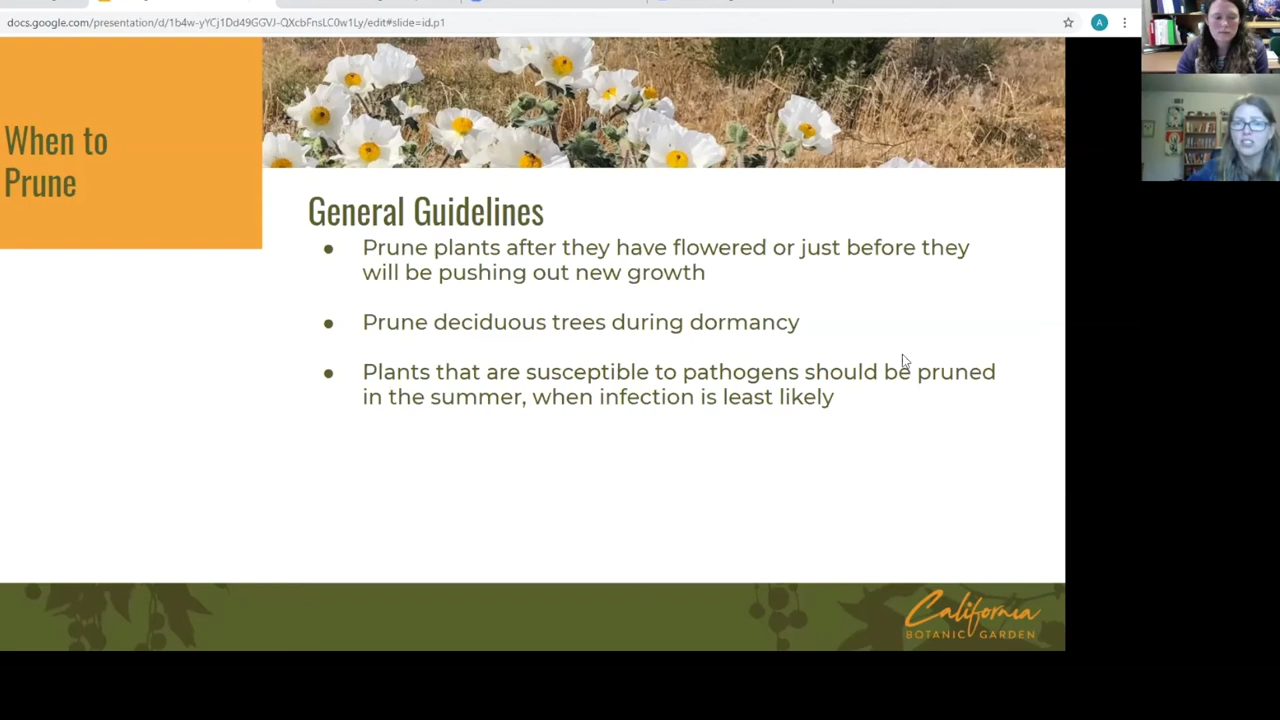 docs.google.com/presentation/d/1b4w-yYCj1Dd49GGVJ-QXcbFnsLC0w1Ly/edit#slide=id.p1
A
When to
Prune
General Guidelines
● Prune plants after they have flowered or just before they
will be pushing out new growth
● Prune deciduous trees during dormancy
● Plants that are susceptible to pathogens should be pruned
in the summer, when infection is least likely
California
BOTANIC GARDEN